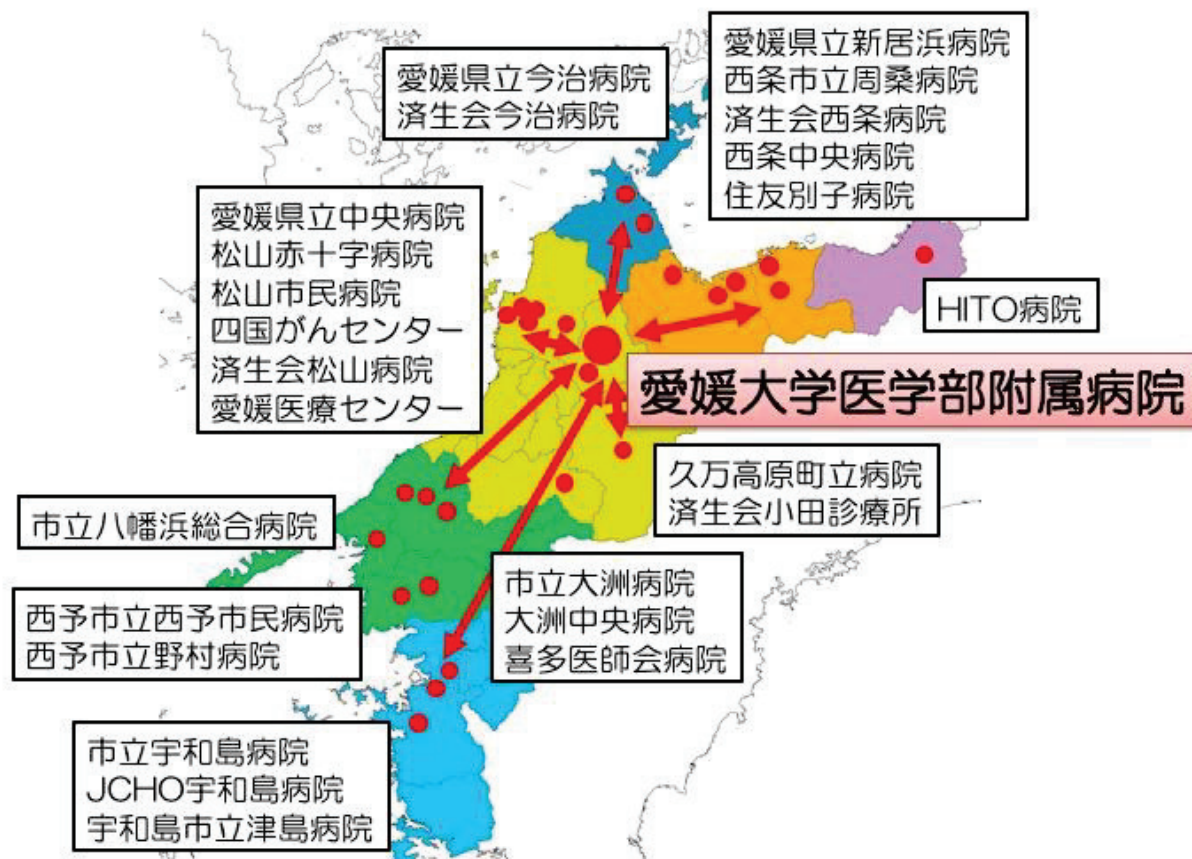 愛媛県立今治病院
済生会今治病院
愛媛県立新居浜病院
西条市立周桑病院
済生会西条病院
西条中央病院
住友別子病院
愛媛県立中央病院
松山赤十字病院
松山市民病院
四国がんセンター
済生会松山病院
愛媛医療センター
HITO病院
愛媛大学医学部附属病院
久万高原町立病院
済生会小田診療所
市立八幡浜総合病院
市立大洲病院
大洲中央病院
喜多医師会病院
西予市立西予市民病院
西予市立野村病院
市立宇和島病院
JCHO宇和島病院
宇和島市立津島病院